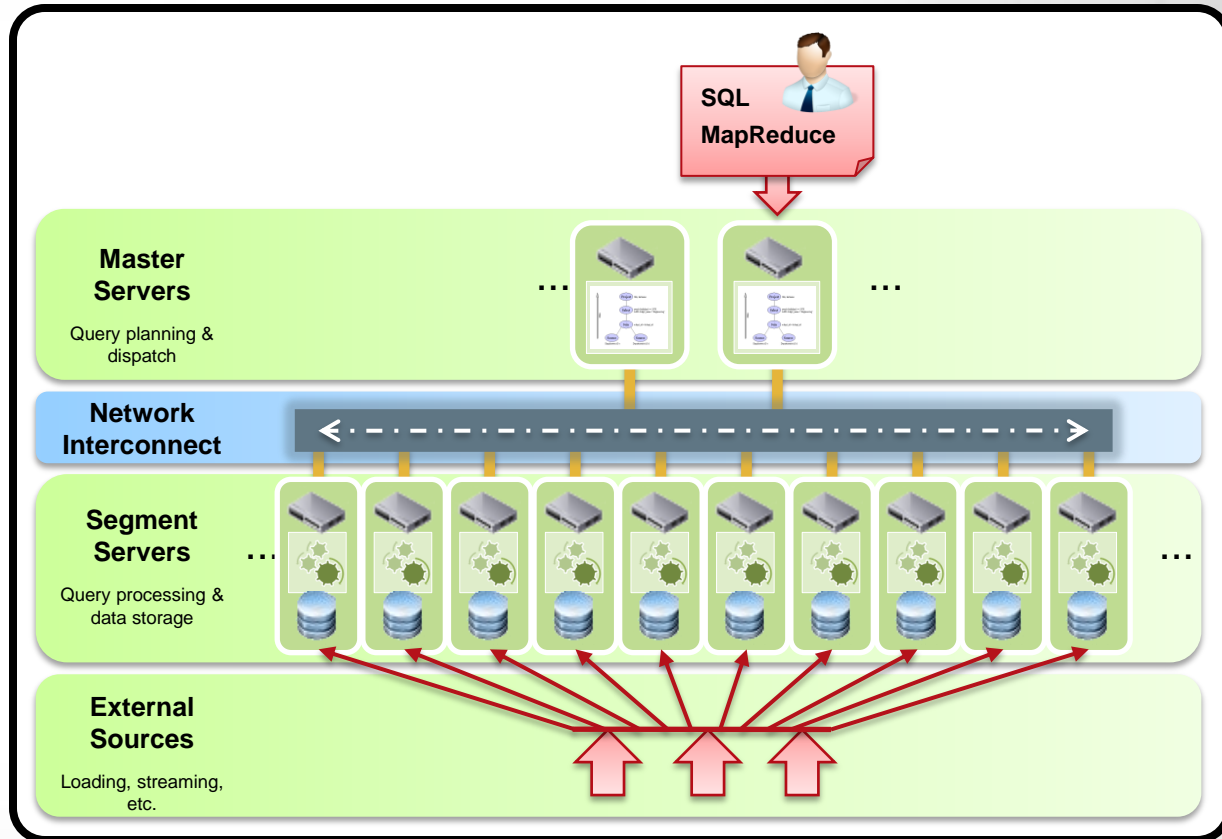 SQL
MapReduce
Master
Servers
Query planning &
dispatch
...
...
Network
Interconnect
Segment
Servers
Query processing &
data storage
...
...
External
Sources
Loading, streaming,
etc.